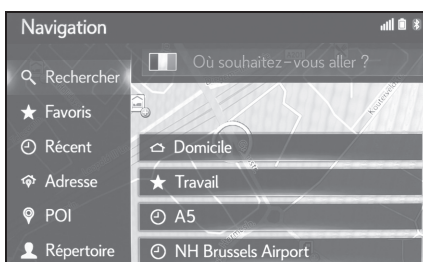 Navigation
Où souhaitez-vous aller ?
Rechercher
Favoris
Récent
Adresse
POI
Répertoire
Domicile
Travail
A5
NH Brussels Airport